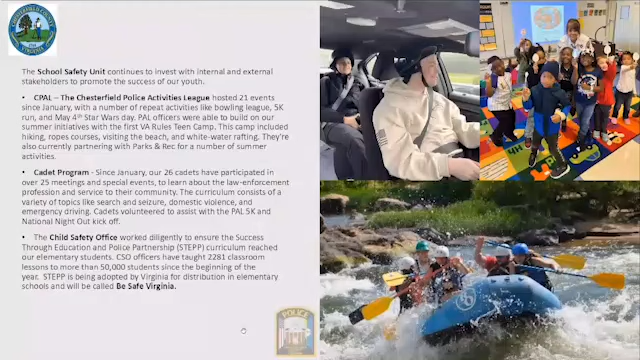 CHESTERFIELD COUNTY
VIRGINIA
The School Safety Unit continues to invest with internal and external
stakeholders to promote the success of our youth.
• CPAL – The Chesterfield Police Activities League hosted 21 events
since January, with a number of repeat activities like bowling league, 5K
run, and May 4th Star Wars day. PAL officers were able to build on our
summer initiatives with the first VA Rules Teen Camp. This camp included
hiking, ropes courses, visiting the beach, and white-water rafting. They're
also currently partnering with Parks & Rec for a number of summer
activities.
• Cadet Program - Since January, our 26 cadets have participated in
over 25 meetings and special events, to learn about the law-enforcement
profession and service to their community. The curriculum consists of a
variety of topics like search and seizure, domestic violence, and
emergency driving. Cadets volunteered to assist with the PAL 5K and
National Night Out kick off.
• The Child Safety Office worked diligently to ensure the Success
Through Education and Police Partnership (STEPP) curriculum reached
our elementary students. CSO officers have taught 2281 classroom
lessons to more than 50,000 students since the beginning of the
year. STEPP is being adopted by Virginia for distribution in elementary
schools and will be called Be Safe Virginia.
POLICE